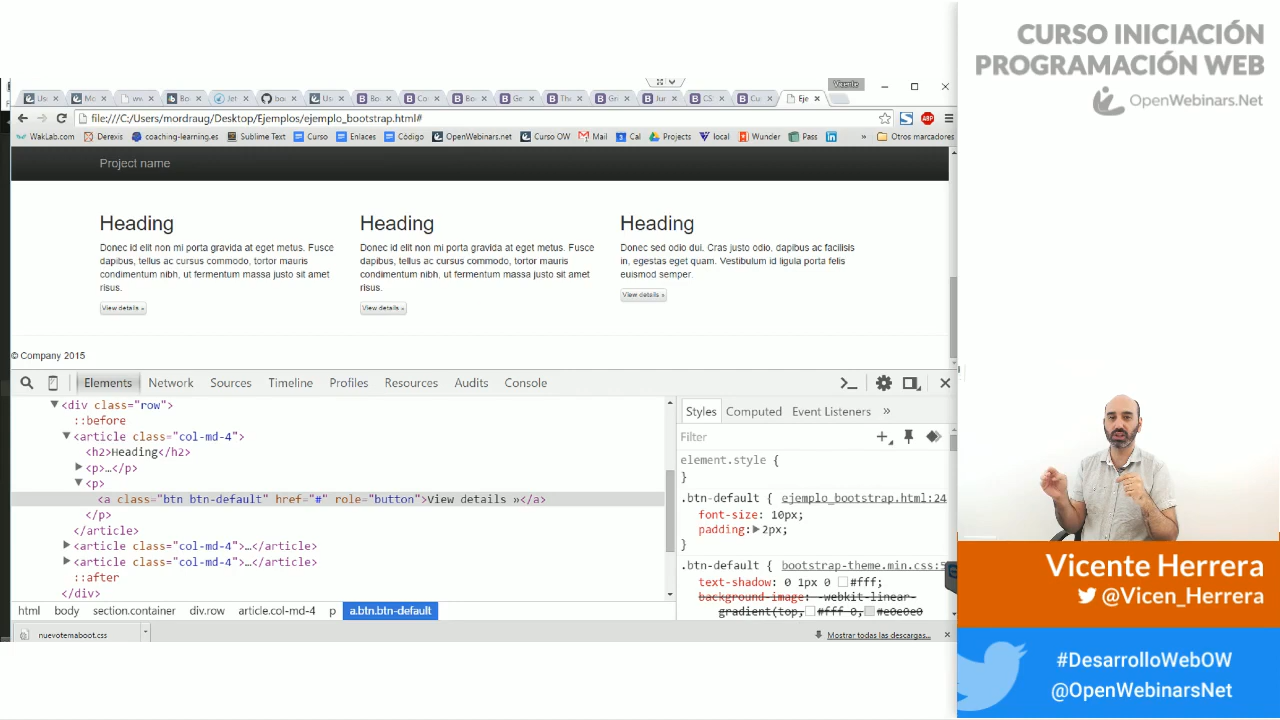 CURSO INICIACIÓN
PROGRAMACIÓN WEB
OpenWebinars.Net
Vicente
file:///C:/Users/mordraug/Desktop/Ejemplos/ejemplo_bootstrap.html#
WakLab.com Derexis coaching-learning.es Sublime Text Curso Enlaces Código OpenWebinars.net Curso OW Mail Cal Projects local Wunder Pass » Otros marcadores
Project name
Heading Heading Heading
Donec id elit non mi porta gravida at eget metus. Fusce
dapibus, tellus ac cursus commodo, tortor mauris
condimentum nibh, ut fermentum massa justo sit amet
risus.
View details »
Donec id elit non mi porta gravida at eget metus. Fusce
dapibus, tellus ac cursus commodo, tortor mauris
condimentum nibh, ut fermentum massa justo sit amet
risus.
View details »
Donec sed odio dui. Cras justo odio, dapibus ac facilisis
in, egestas eget quam. Vestibulum id ligula porta felis
euismod semper.
View details »
© Company 2015
Elements Network Sources Timeline Profiles Resources Audits Console
<div class="row">
::before
<article class="col-md-4">
<h2>Heading</h2>
<p>…</p>
<p>
<a class="btn btn-default" href="#" role="button">View details »</a>
</p>
</article>
<article class="col-md-4">…</article>
<article class="col-md-4">…</article>
::after
</div>
html body section.container div.row article.col-md-4 p a.btn.btn-default
Styles Computed Event Listeners »
Filter
element.style {
}
.btn-default { ejemplo_bootstrap.html:24
font-size: 10px;
padding: 2px;
}
.btn-default { bootstrap-theme.min.css:5
text-shadow: 0 1px 0 #fff;
background-image: -webkit-linear-
gradient(top, #fff 0, #e0e0e0
nuevotemaboot.css
Mostrar todas las descargas...
Vicente Herrera
@Vicen_Herrera
#DesarrolloWebOW
@OpenWebinarsNet